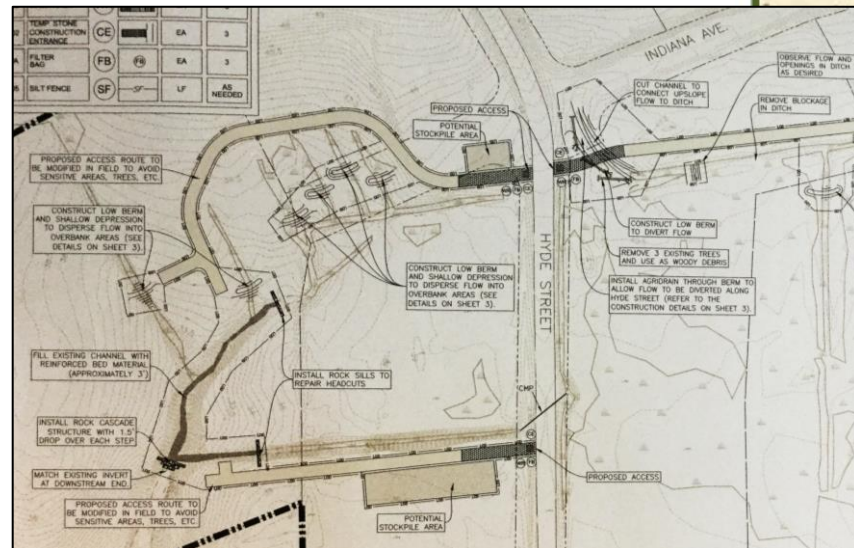 TEMP STONE
CONSTRUCTION
ENTRANCE
CE
EA
3
FILTER
BAG
FB
FB
EA
3
SILT FENCE
SF
SF
LF
AS
NEEDED
INDIANA AVE.
OBSERVE FLOW AND
OPENINGS IN DITCH
AS DESIRED
CUT CHANNEL TO
CONNECT UPSLOPE
FLOW TO DITCH
REMOVE BLOCKAGE
IN DITCH
PROPOSED ACCESS
POTENTIAL
STOCKPILE AREA
PROPOSED ACCESS ROUTE TO
BE MODIFIED IN FIELD TO AVOID
SENSITIVE AREAS, TREES, ETC.
CONSTRUCT LOW BERM
AND SHALLOW DEPRESSION
TO DISPERSE FLOW INTO
OVERBANK AREAS (SEE
DETAILS ON SHEET 3).
CONSTRUCT LOW BERM
AND SHALLOW DEPRESSION
TO DISPERSE FLOW INTO
OVERBANK AREAS (SEE
DETAILS ON SHEET 3).
HYDE STREET
CONSTRUCT LOW BERM
TO DIVERT FLOW
REMOVE 3 EXISTING TREES
AND USE AS WOODY DEBRIS
INSTALL AGRIDRAIN THROUGH BERM TO
ALLOW FLOW TO BE DIVERTED ALONG
HYDE STREET (REFER TO THE
CONSTRUCTION DETAILS ON SHEET 3).
FILL EXISTING CHANNEL WITH
REINFORCED BED MATERIAL
(APPROXIMATELY 3')
INSTALL ROCK SILLS TO
REPAIR HEADCUTS
CMP
INSTALL ROCK CASCADE
STRUCTURE WITH 1.5'
DROP OVER EACH STEP
MATCH EXISTING INVERT
AT DOWNSTREAM END
PROPOSED ACCESS
PROPOSED ACCESS ROUTE TO
BE MODIFIED IN FIELD TO AVOID
SENSITIVE AREAS, TREES, ETC
POTENTIAL
STOCKPILE AREA